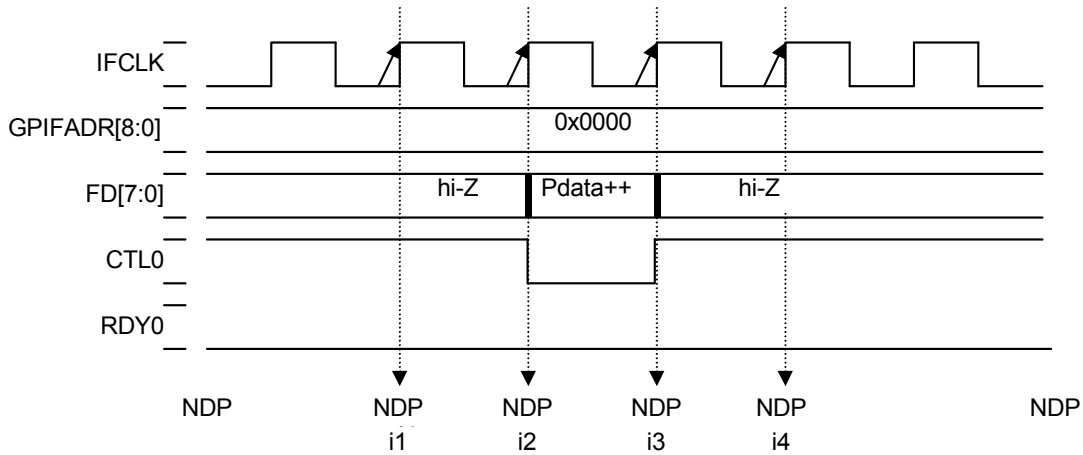 IFCLK
GPIFADR[8:0]
0x0000
FD[7:0]
hi-Z
Pdata++
hi-Z
CTL0
RDY0
NDP NDP NDP NDP NDP NDP
i1 i2 i3 i4